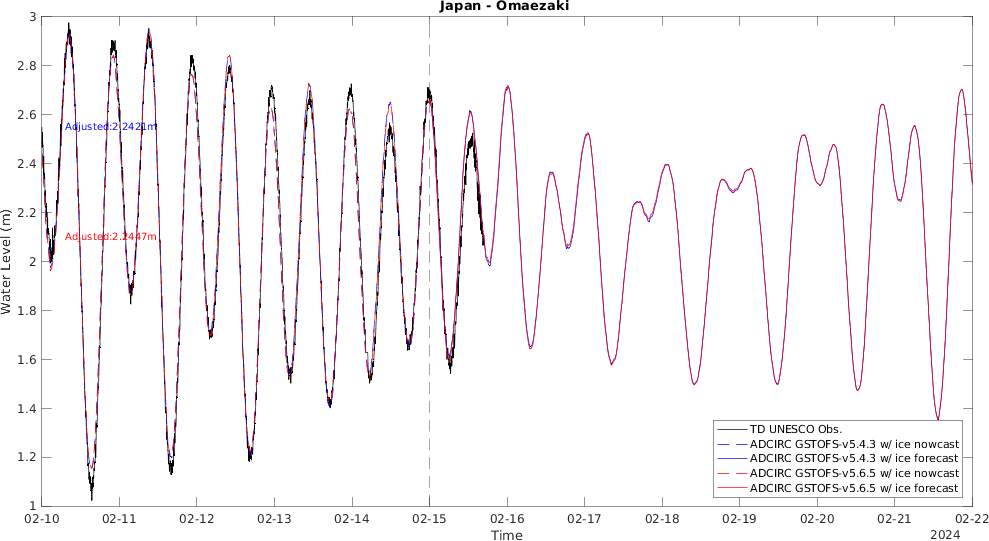 Japan - Omaezaki
Water Level (m)
3
2.8
2.6
2.4
2.2
2
1.8
1.6
1.4
1.2
1
Adjusted:2.2421m
Adjusted:2.2447m
TD UNESCO Obs.
ADCIRC GSTOFS-v5.4.3 w/ ice nowcast
ADCIRC GSTOFS-v5.4.3 w/ ice forecast
ADCIRC GSTOFS-v5.6.5 w/ ice nowcast
ADCIRC GSTOFS-v5.6.5 w/ ice forecast
02-10 02-11 02-12 02-13 02-14 02-15 02-16 02-17 02-18 02-19 02-20 02-21 02-22
Time
2024